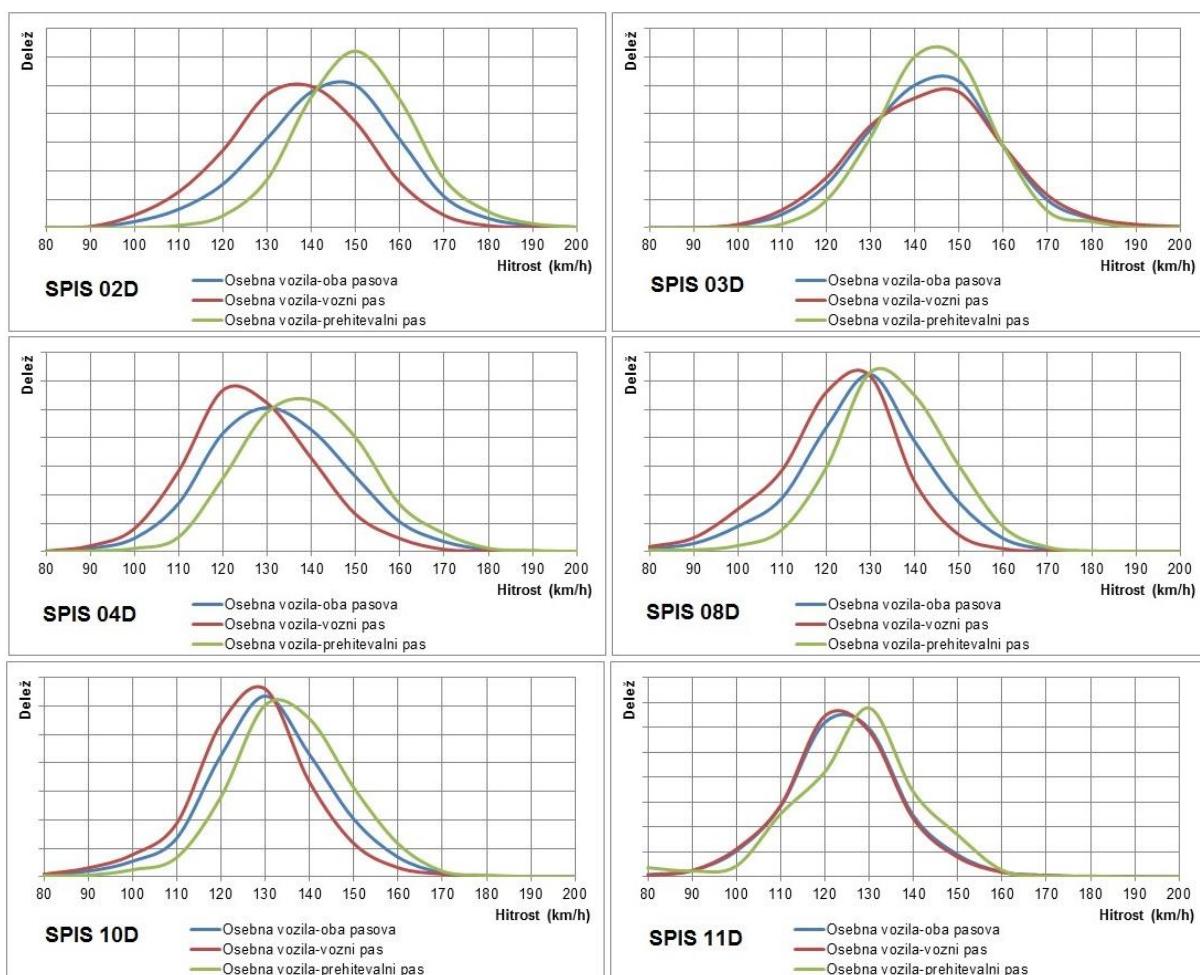 Delež
80 90 100 110 120 130 140 150 160 170 180 190 200
Hitrost (km/h)
SPIS 02D
Osebna vozila-oba pasova
Osebna vozila-vozni pas
Osebna vozila-prehitevalni pas
Delež
80 90 100 110 120 130 140 150 160 170 180 190 200
Hitrost (km/h)
SPIS 03D
Osebna vozila-oba pasova
Osebna vozila-vozni pas
Osebna vozila-prehitevalni pas
Delež
80 90 100 110 120 130 140 150 160 170 180 190 200
Hitrost (km/h)
SPIS 04D
Osebna vozila-oba pasova
Osebna vozila-vozni pas
Osebna vozila-prehitevalni pas
Delež
80 90 100 110 120 130 140 150 160 170 180 190 200
Hitrost (km/h)
SPIS 08D
Osebna vozila-oba pasova
Osebna vozila-vozni pas
Osebna vozila-prehitevalni pas
Delež
80 90 100 110 120 130 140 150 160 170 180 190 200
Hitrost (km/h)
SPIS 10D
Osebna vozila-oba pasova
Osebna vozila-vozni pas
Osebna vozila-prehitevalni pas
Delež
80 90 100 110 120 130 140 150 160 170 180 190 200
Hitrost (km/h)
SPIS 11D
Osebna vozila-oba pasova
Osebna vozila-vozni pas
Osebna vozila-prehitevalni pas